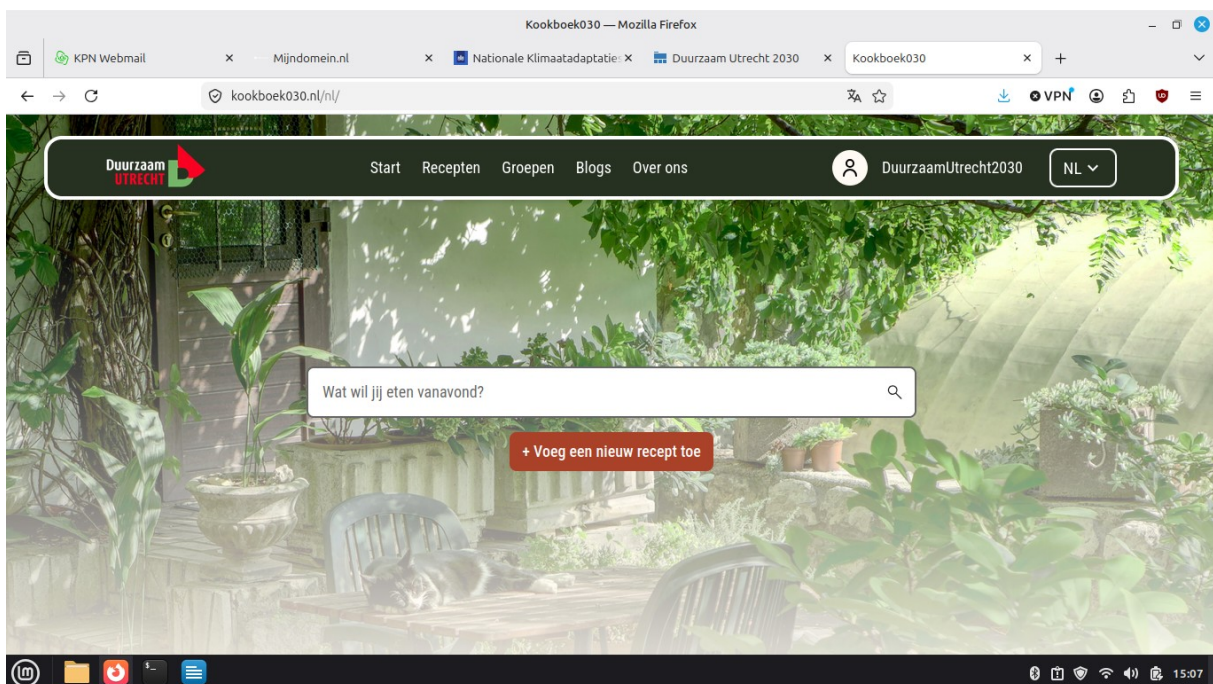 Kookboek030 — Mozilla Firefox
KPN Webmail
Mijndomein.nl
Nationale Klimaatadaptatie
Duurzaam Utrecht 2030
Kookboek030
kookboek030.nl/nl/
VPN
Duurzaam
UTRECHT
Start Recepten Groepen Blogs Over ons
DuurzaamUtrecht2030
NL
Wat wil jij eten vanavond?
+ Voeg een nieuw recept toe
15:07